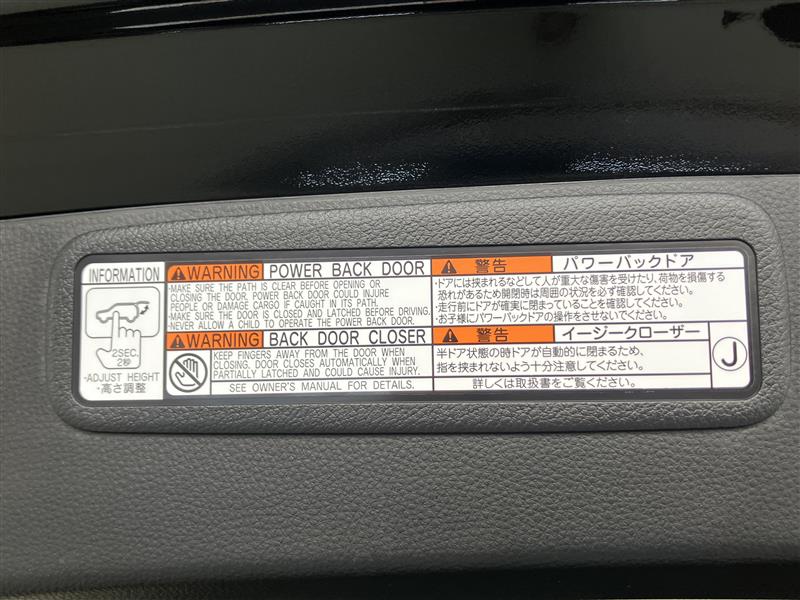 INFORMATION
2SEC.
2秒
·ADJUST HEIGHT
·高さ調整
WARNING POWER BACK DOOR
·MAKE SURE THE PATH IS CLEAR BEFORE OPENING OR
CLOSING THE DOOR. POWER BACK DOOR COULD INJURE
PEOPLE OR DAMAGE CARGO IF CAUGHT IN ITS PATH.
·MAKE SURE THE DOOR IS CLOSED AND LATCHED BEFORE DRIVING.
·NEVER ALLOW A CHILD TO OPERATE THE POWER BACK DOOR.
WARNING BACK DOOR CLOSER
KEEP FINGERS AWAY FROM THE DOOR WHEN
CLOSING. DOOR CLOSES AUTOMATICALLY WHEN
PARTIALLY LATCHED AND COULD CAUSE INJURY.
SEE OWNER'S MANUAL FOR DETAILS.
警告 パワーバックドア
·ドアには挟まれるなどして人が重大な傷害を受けたり、荷物を損傷する
恐れがあるため開閉時は周囲の状況を必ず確認してください。
·走行前にドアが確実に閉まっていることを確認してください。
·お子様にパワーバックドアの操作をさせないでください。
警告 イージークローザー
半ドア状態の時ドアが自動的に閉まるため、
指を挟まれないよう十分注意してください。
詳しくは取扱書をご覧ください。
J